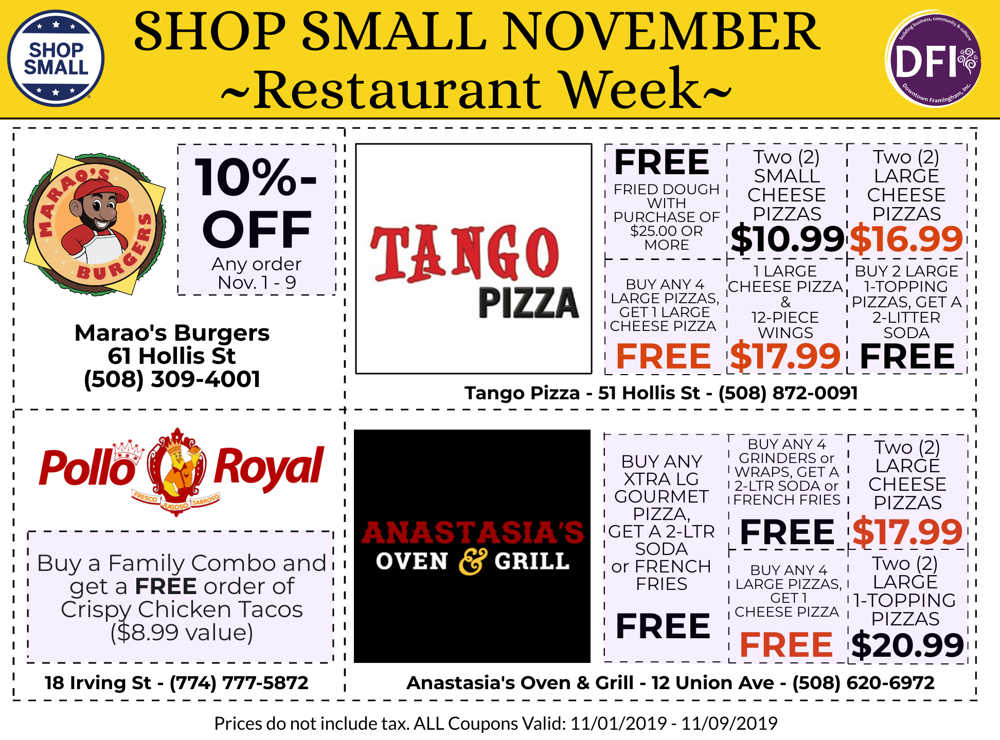 SHOP SMALL NOVEMBER
~Restaurant Week~
SHOP
SMALL
®
building business, community & culture
DFI
Downtown Framingham, Inc.
MARAO'S
BURGERS
10%-
OFF
Any order
Nov. 1 - 9
Marao's Burgers
61 Hollis St
(508) 309-4001
TANGO
PIZZA
FREE
FRIED DOUGH
WITH
PURCHASE OF
$25.00 OR
MORE
Two (2)
SMALL
CHEESE
PIZZAS
$10.99
Two (2)
LARGE
CHEESE
PIZZAS
$16.99
BUY ANY 4
LARGE PIZZAS,
GET 1 LARGE
CHEESE PIZZA
FREE
1 LARGE
CHEESE PIZZA
&
12-PIECE
WINGS
$17.99
BUY 2 LARGE
1-TOPPING
PIZZAS, GET A
2-LITTER
SODA
FREE
Tango Pizza - 51 Hollis St - (508) 872-0091
Pollo Royal
FRESCO JUGOSO SABROSO
Buy a Family Combo and
get a FREE order of
Crispy Chicken Tacos
($8.99 value)
18 Irving St - (774) 777-5872
ANASTASIA'S
OVEN & GRILL
BUY ANY
XTRA LG
GOURMET
PIZZA,
GET A 2-LTR
SODA
or FRENCH
FRIES
FREE
BUY ANY 4
GRINDERS or
WRAPS, GET A
2-LTR SODA or
FRENCH FRIES
FREE
Two (2)
LARGE
CHEESE
PIZZAS
$17.99
BUY ANY 4
LARGE PIZZAS,
GET 1
CHEESE PIZZA
FREE
Two (2)
LARGE
1-TOPPING
PIZZAS
$20.99
Anastasia's Oven & Grill - 12 Union Ave - (508) 620-6972
Prices do not include tax. ALL Coupons Valid: 11/01/2019 - 11/09/2019